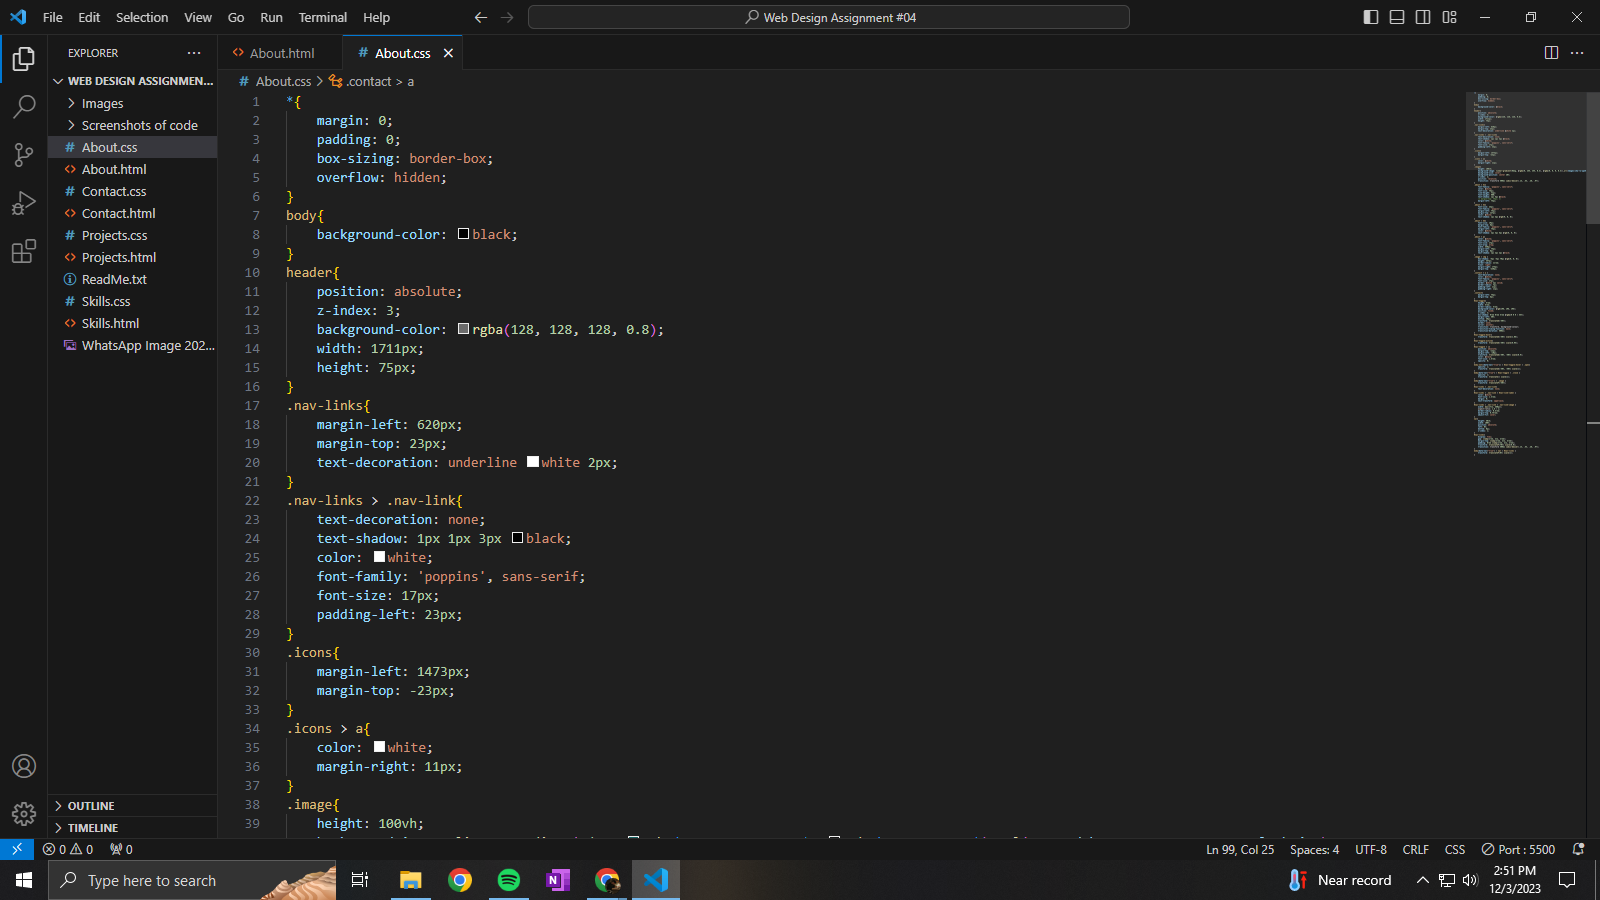 File Edit Selection View Go Run Terminal Help
Web Design Assignment #04
EXPLORER
WEB DESIGN ASSIGNMEN...
Images
Screenshots of code
# About.css
<> About.html
# Contact.css
<> Contact.html
# Projects.css
<> Projects.html
ReadMe.txt
# Skills.css
<> Skills.html
WhatsApp Image 202...
OUTLINE
TIMELINE
<> About.html
# About.css
# About.css > .contact > a
1 *{
2 margin: 0;
3 padding: 0;
4 box-sizing: border-box;
5 overflow: hidden;
6 }
7 body{
8 background-color: black;
9 }
10 header{
11 position: absolute;
12 z-index: 3;
13 background-color: rgba(128, 128, 128, 0.8);
14 width: 1711px;
15 height: 75px;
16 }
17 .nav-links{
18 margin-left: 620px;
19 margin-top: 23px;
20 text-decoration: underline white 2px;
21 }
22 .nav-links > .nav-link{
23 text-decoration: none;
24 text-shadow: 1px 1px 3px black;
25 color: white;
26 font-family: 'poppins', sans-serif;
27 font-size: 17px;
28 padding-left: 23px;
29 }
30 .icons{
31 margin-left: 1473px;
32 margin-top: -23px;
33 }
34 .icons > a{
35 color: white;
36 margin-right: 11px;
37 }
38 .image{
39 height: 100vh;
0 0 0
Ln 99, Col 25 Spaces: 4 UTF-8 CRLF CSS Port : 5500
Type here to search
Near record
2:51 PM
12/3/2023